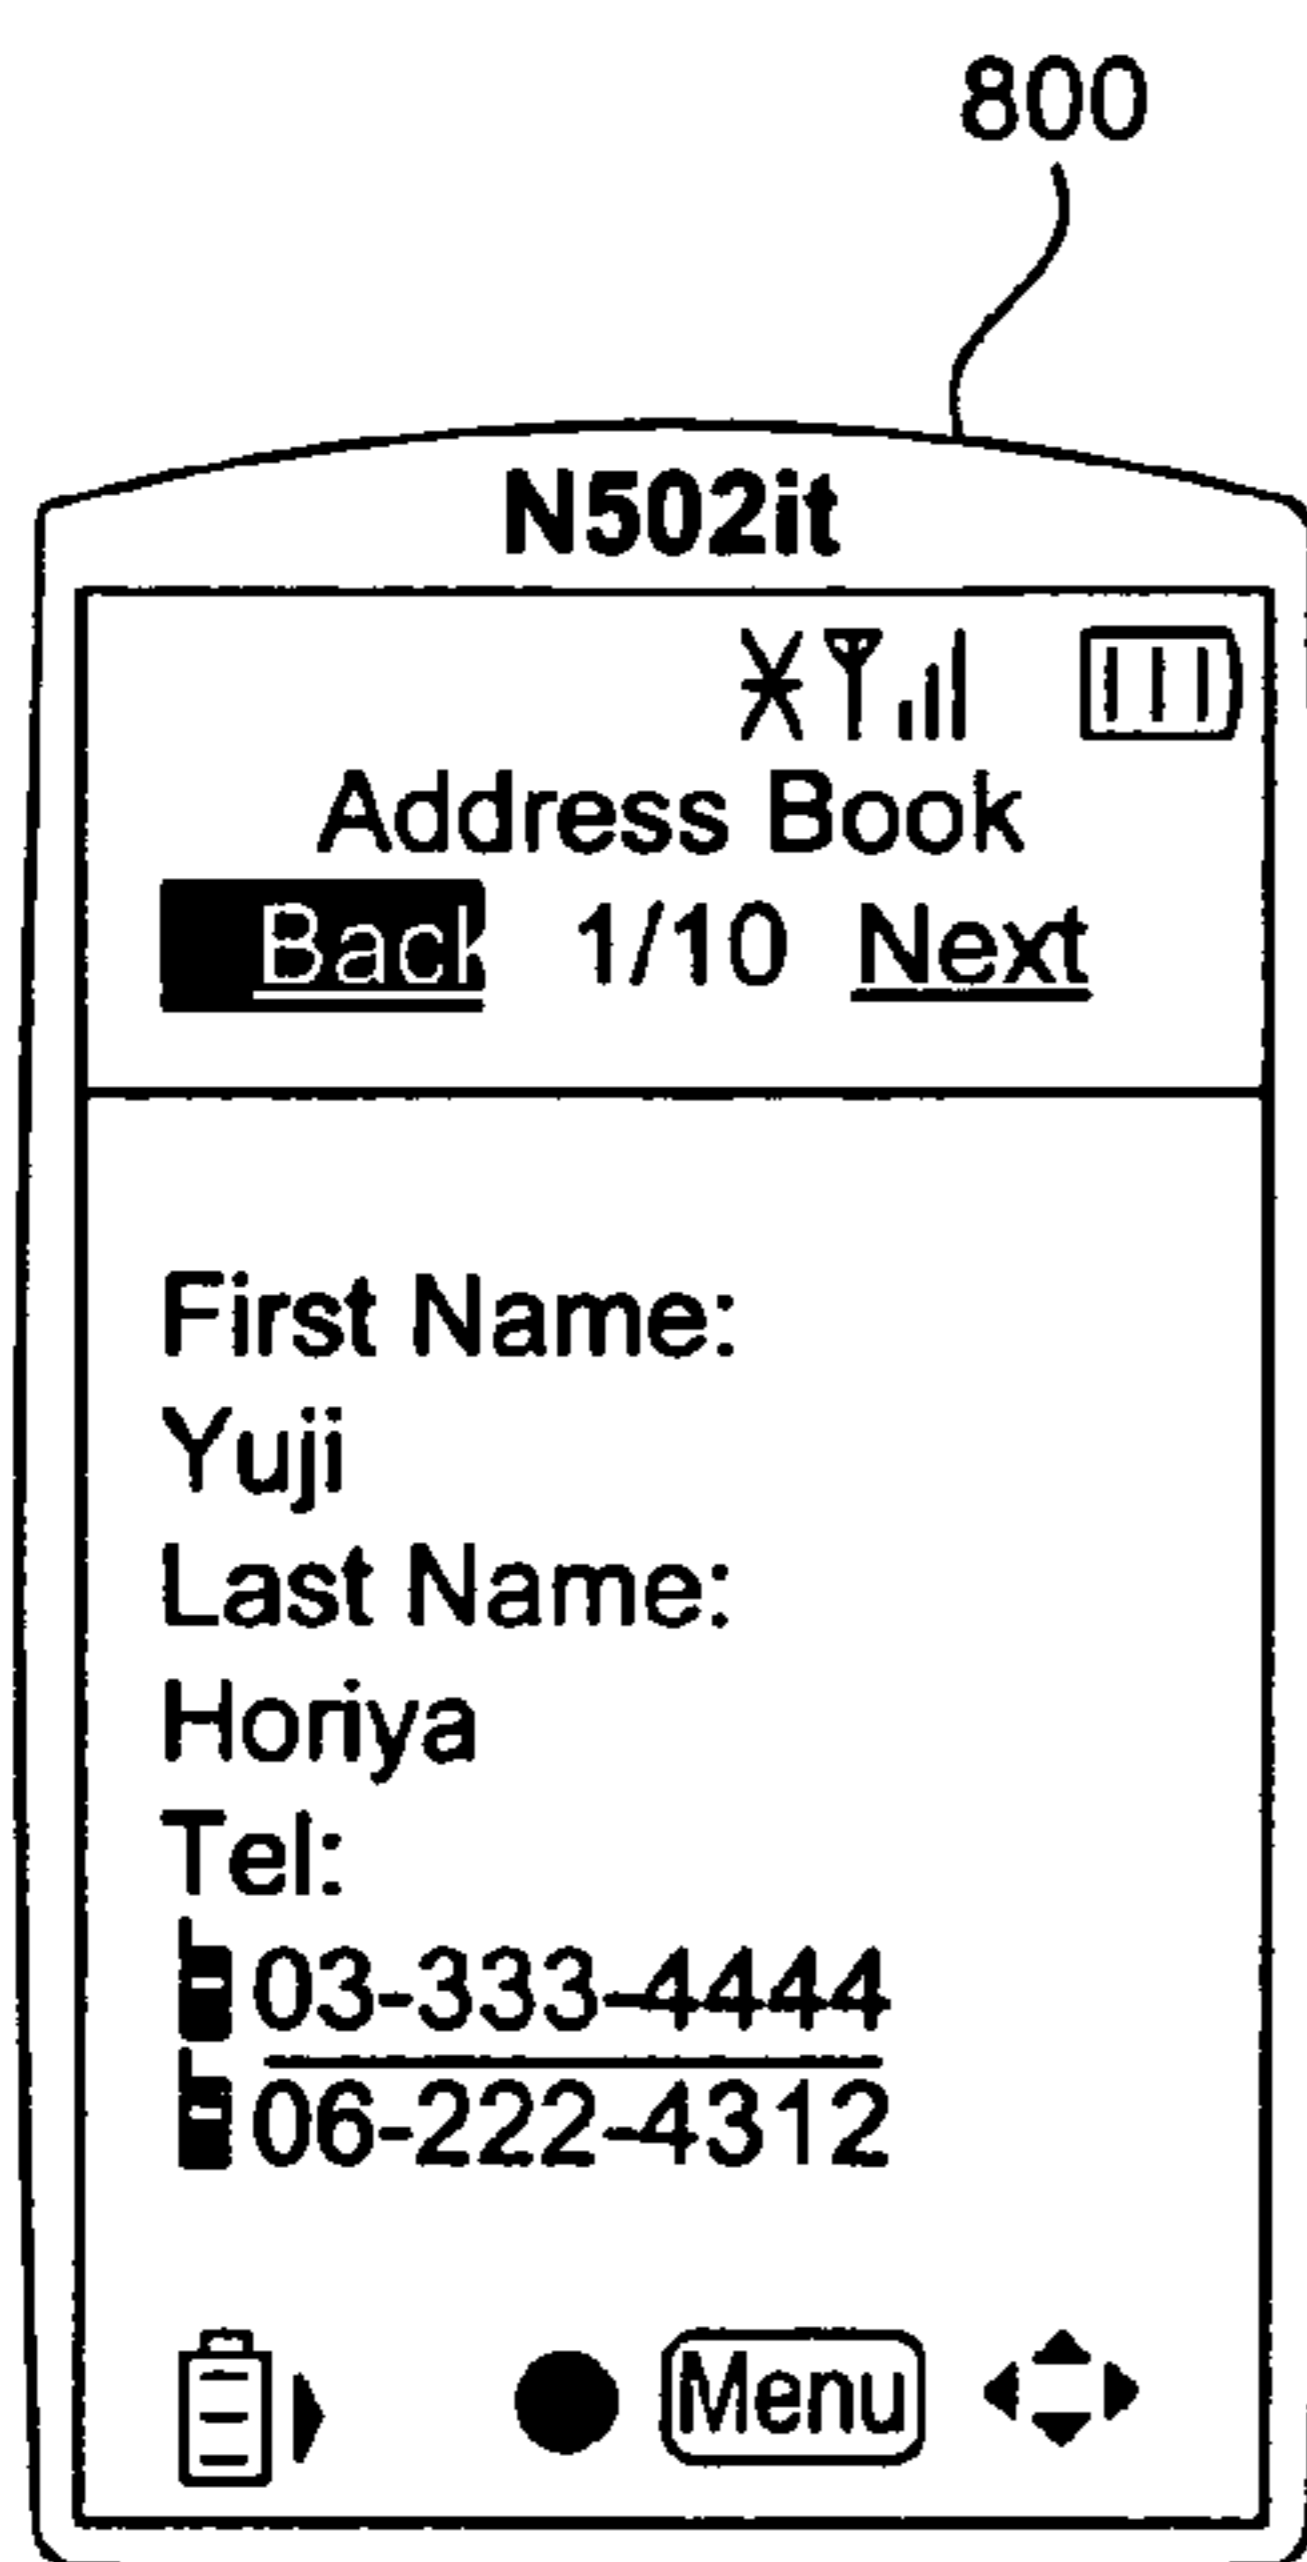 800
N502it
Address Book
Back 1/10 Next
First Name:
Yuji
Last Name:
Horiya
Tel:
03-333-4444
06-222-4312
Menu